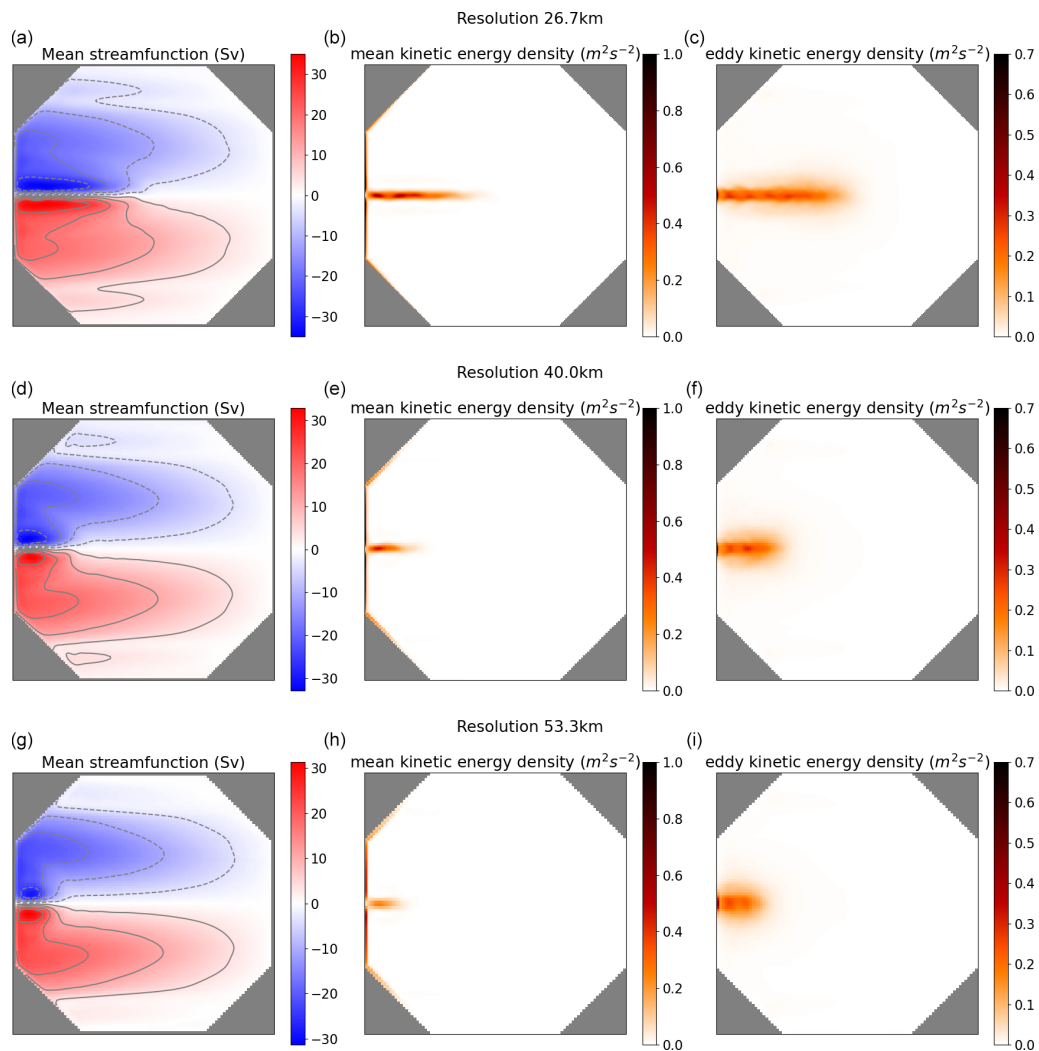 Resolution 26.7km
(a) (b) (c)
Mean streamfunction (Sv) mean kinetic energy density (m²s⁻²) eddy kinetic energy density (m²s⁻²)
30 1.0 0.7
20 0.8 0.6
10 0.6 0.5
0 0.4 0.4
−10 0.2 0.3
−20 0.0 0.2
−30 0.1
0.0
Resolution 40.0km
(d) (e) (f)
Mean streamfunction (Sv) mean kinetic energy density (m²s⁻²) eddy kinetic energy density (m²s⁻²)
30 1.0 0.7
20 0.8 0.6
10 0.6 0.5
0 0.4 0.4
−10 0.2 0.3
−20 0.0 0.2
−30 0.1
0.0
Resolution 53.3km
(g) (h) (i)
Mean streamfunction (Sv) mean kinetic energy density (m²s⁻²) eddy kinetic energy density (m²s⁻²)
30 1.0 0.7
20 0.8 0.6
10 0.6 0.5
0 0.4 0.4
−10 0.2 0.3
−20 0.0 0.2
−30 0.1
0.0